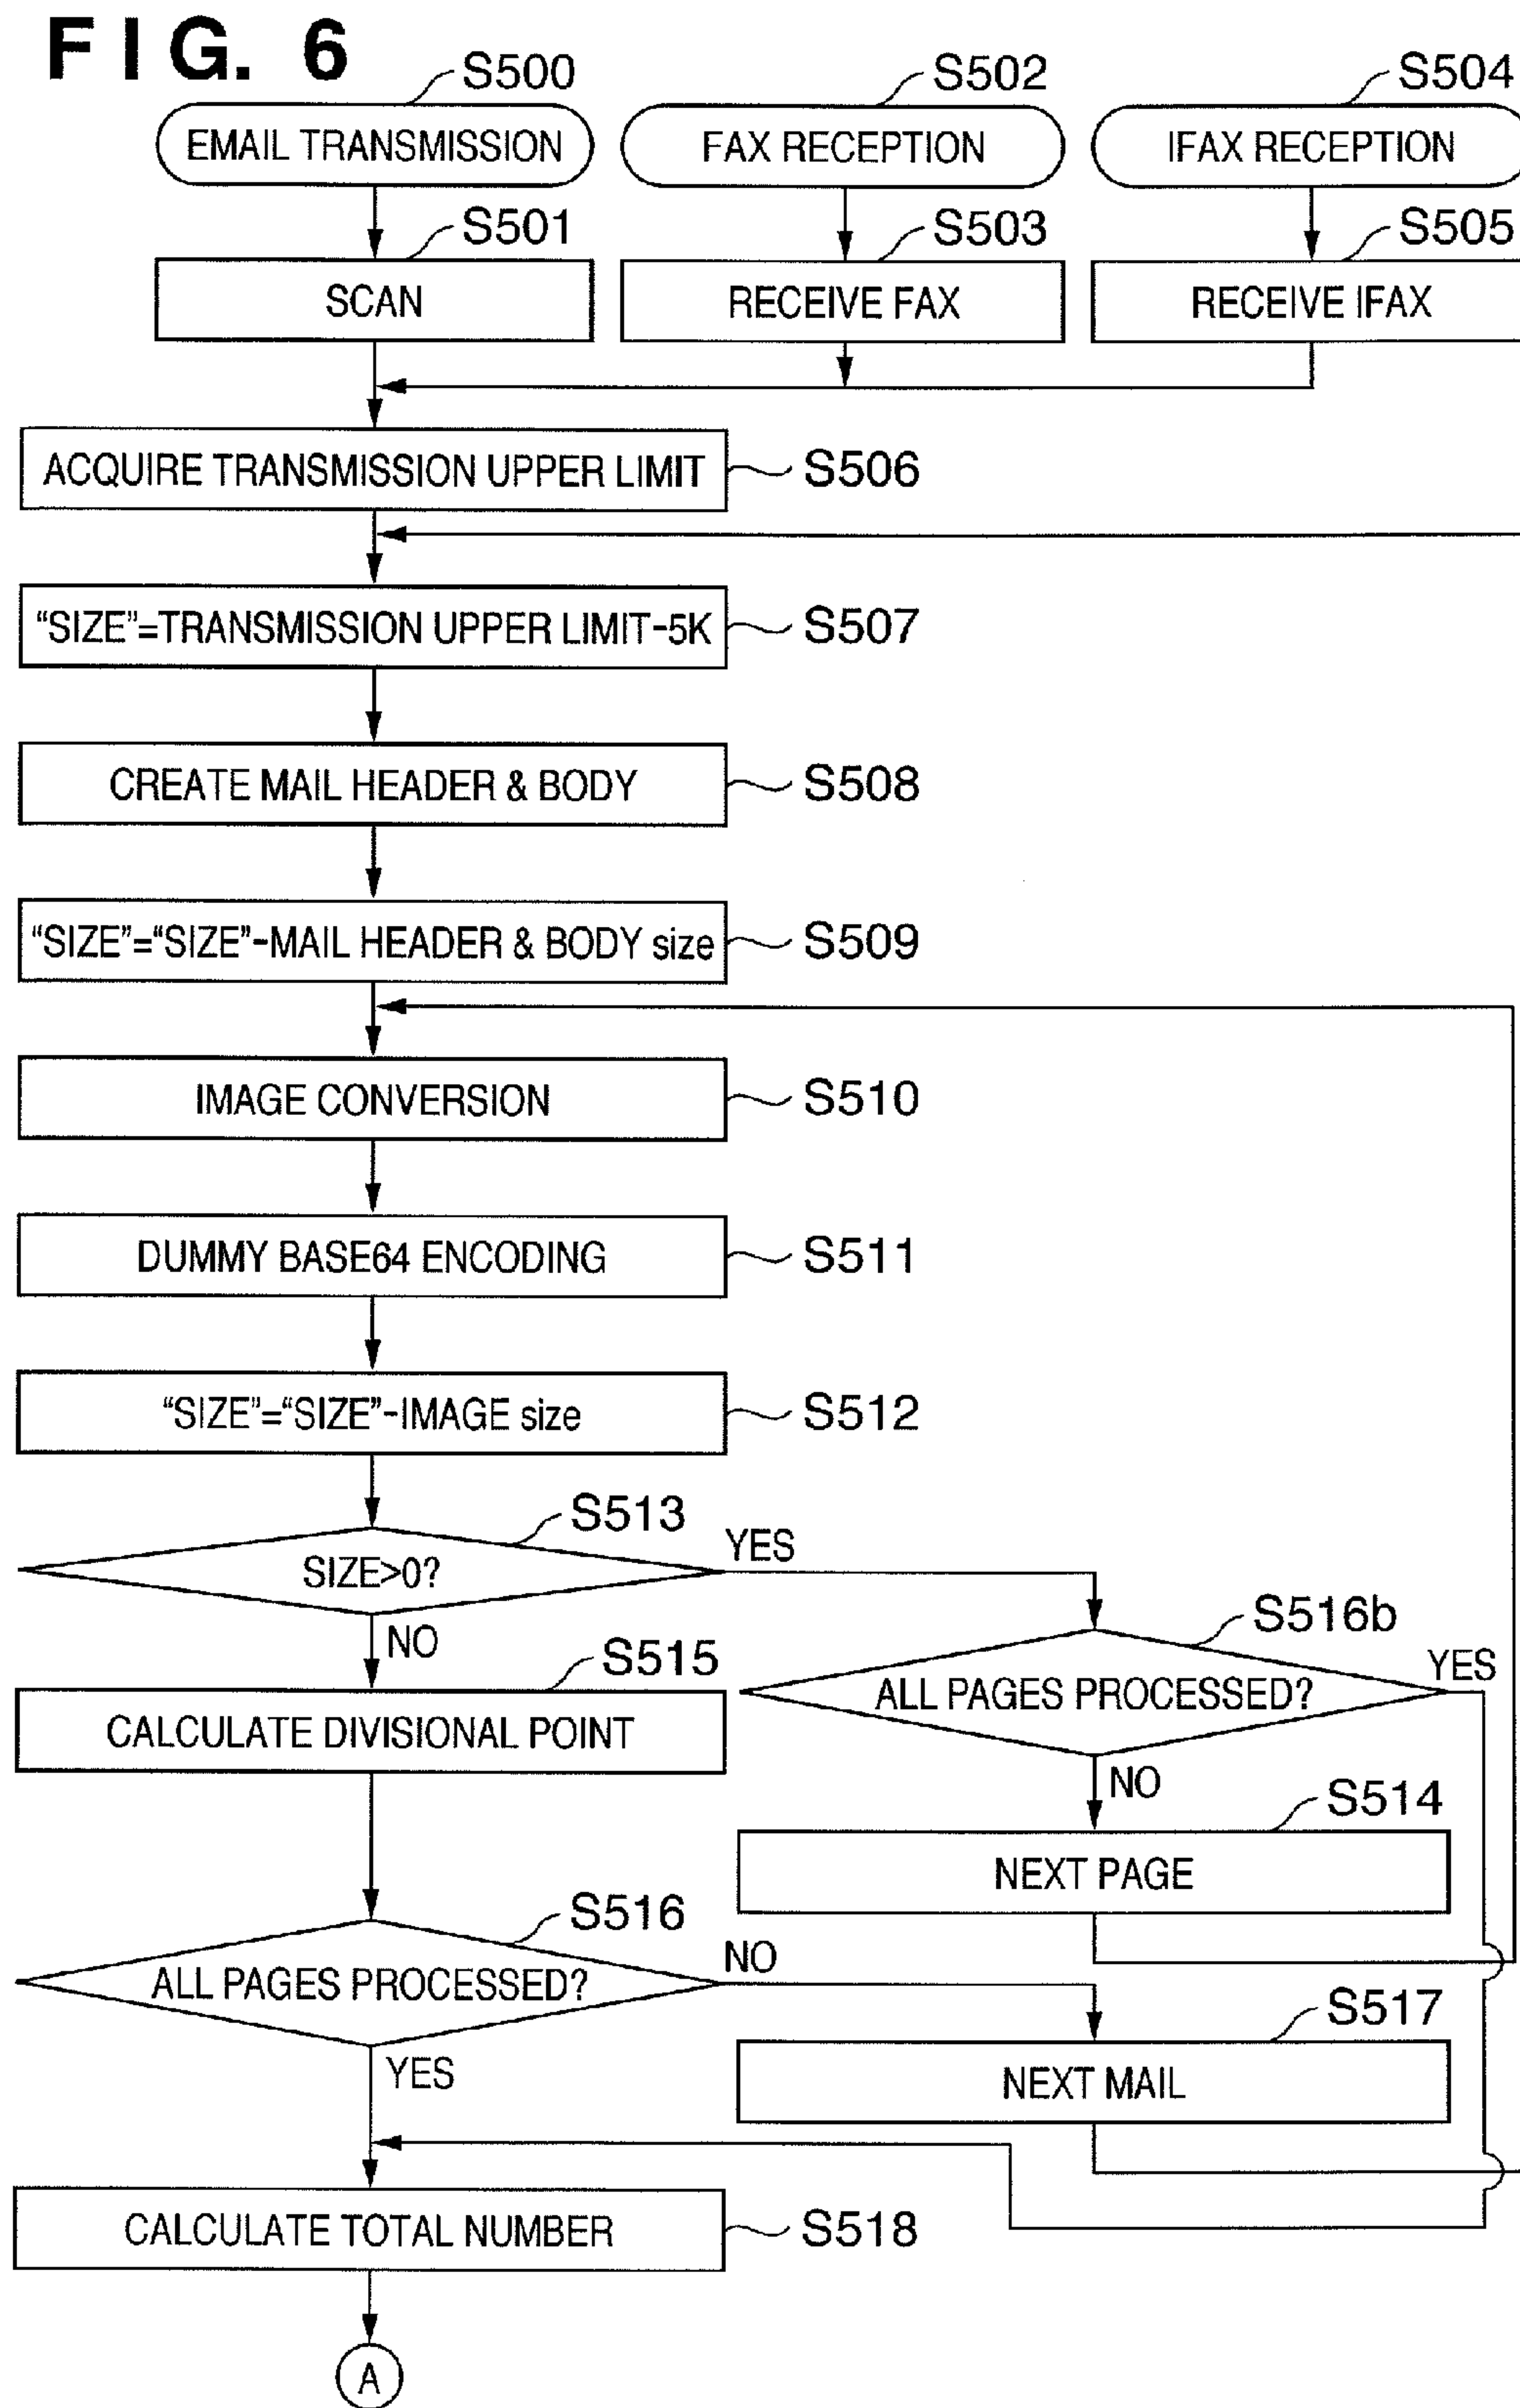 FIG. 6
S500
S502
S504
EMAIL TRANSMISSION
FAX RECEPTION
IFAX RECEPTION
S501
S503
S505
SCAN
RECEIVE FAX
RECEIVE IFAX
ACQUIRE TRANSMISSION UPPER LIMIT
S506
“SIZE”=TRANSMISSION UPPER LIMIT-5K
S507
CREATE MAIL HEADER & BODY
S508
“SIZE”=“SIZE”-MAIL HEADER & BODY size
S509
IMAGE CONVERSION
S510
DUMMY BASE64 ENCODING
S511
“SIZE”=“SIZE”-IMAGE size
S512
S513
SIZE>0?
YES
NO
S516b
ALL PAGES PROCESSED?
YES
S515
CALCULATE DIVISIONAL POINT
NO
S514
NEXT PAGE
S516
ALL PAGES PROCESSED?
NO
YES
S517
NEXT MAIL
CALCULATE TOTAL NUMBER
S518
A